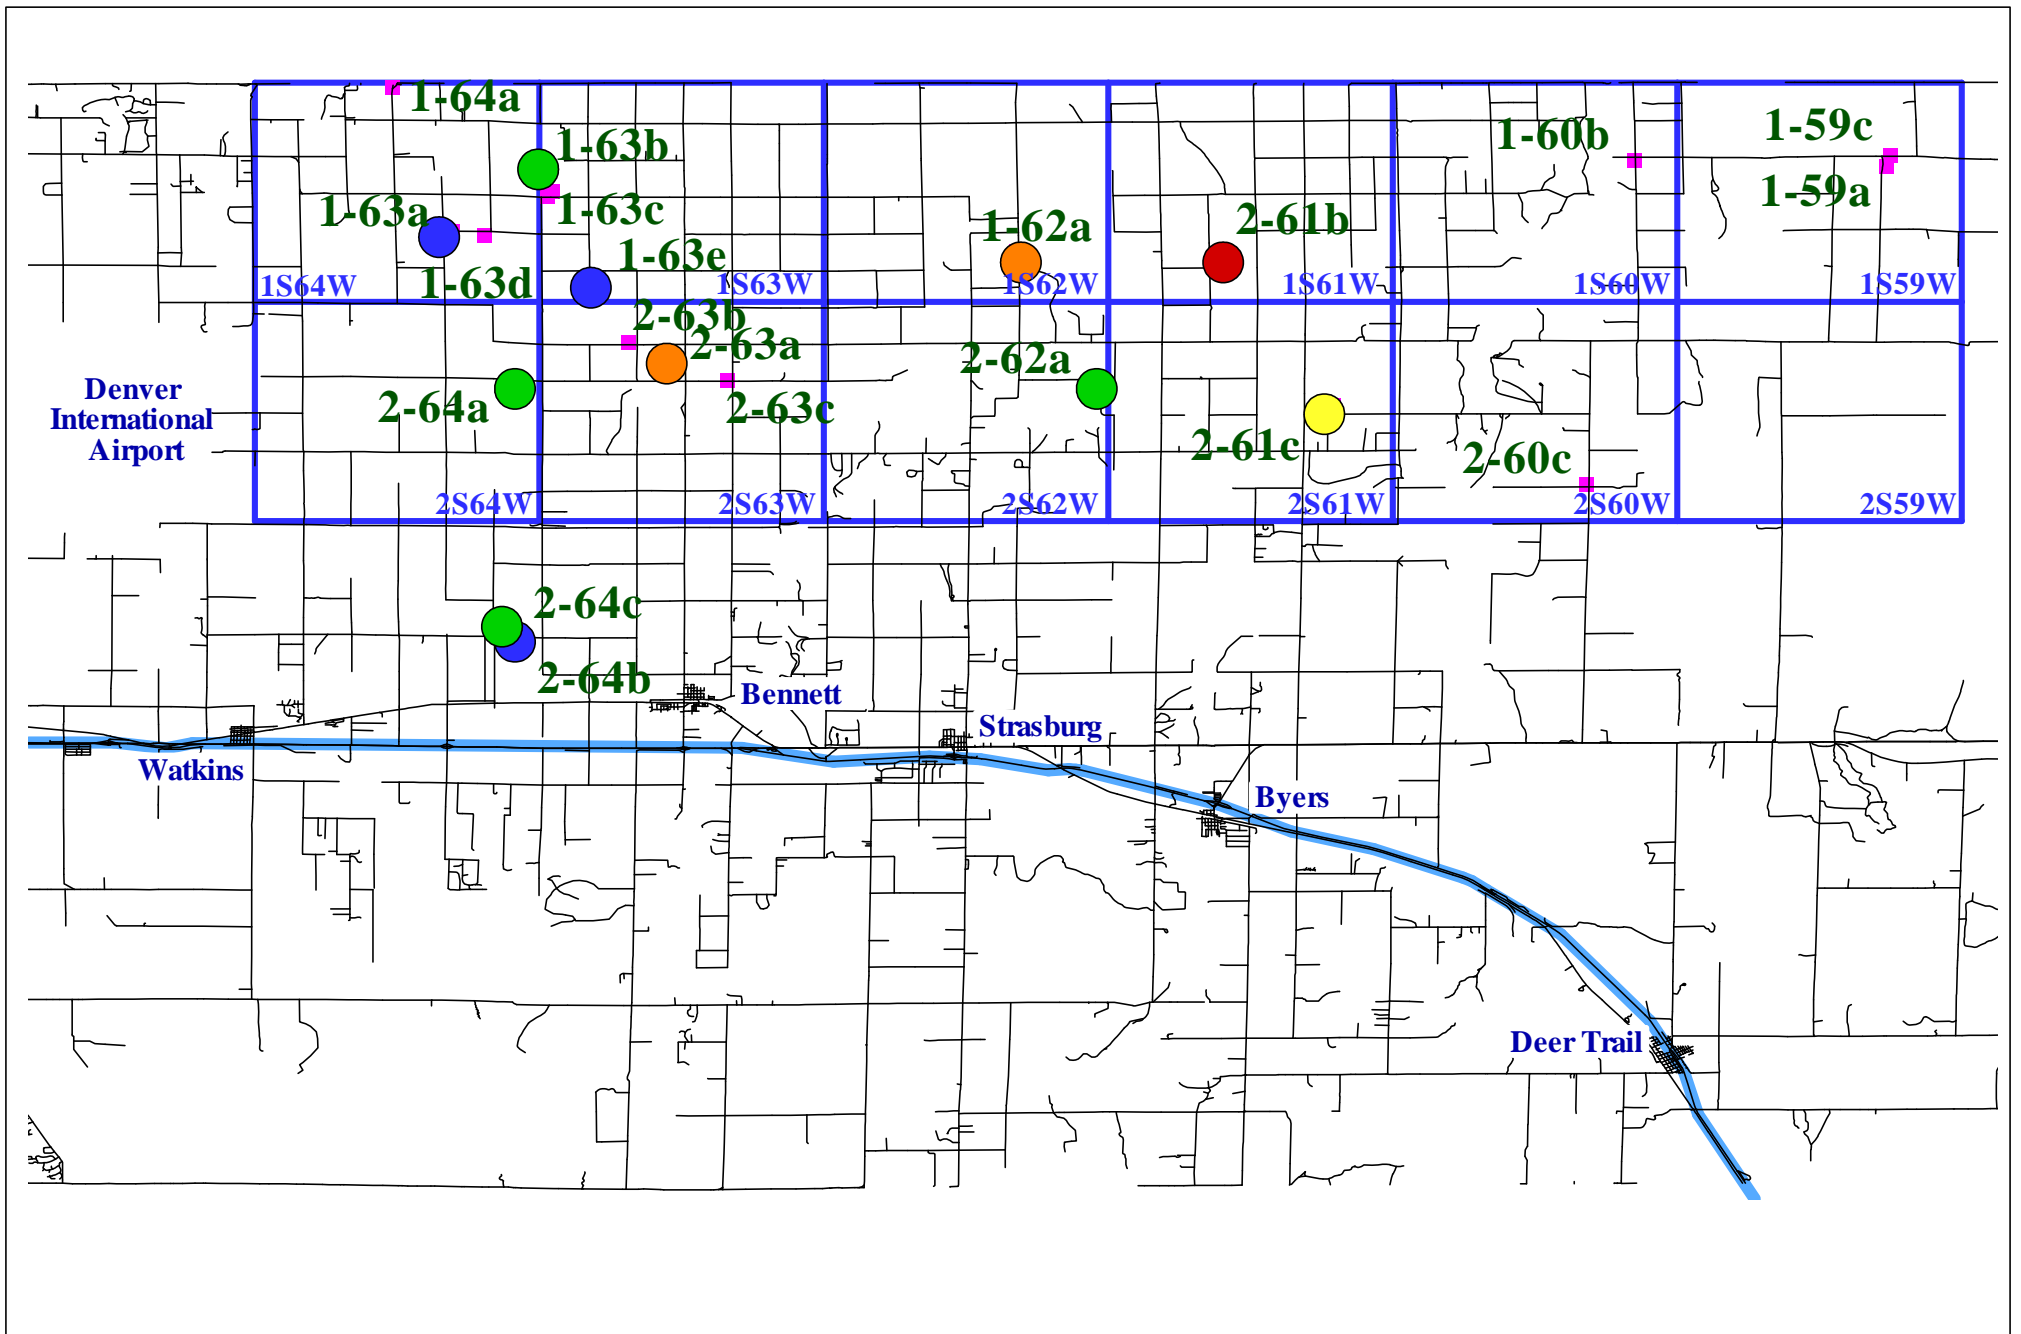 1-64a
1-59c
1-60b
1-63b
1-59a
1-63a
1-63c
2-61b
1-62a
1-63e
1-63d
1S64W
1S63W
1S62W
1S61W
1S60W
1S59W
2-63b
2-63a
2-62a
Denver
International
Airport
2-64a
2-63c
2-61c
2-60c
2S64W
2S63W
2S62W
2S61W
2S60W
2S59W
2-64c
2-64b
Bennett
Strasburg
Watkins
Byers
Deer Trail